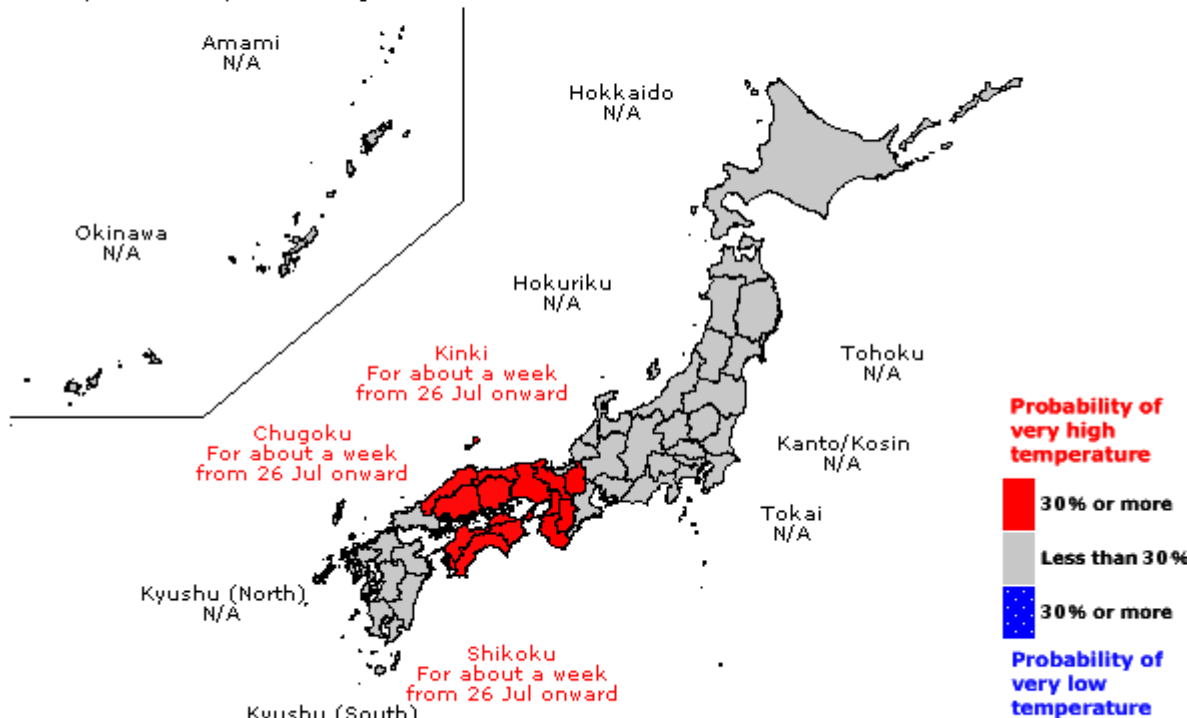 Amami
N/A
Hokkaido
N/A
Okinawa
N/A
Hokuriku
N/A
Kinki
For about a week
from 26 Jul onward
Tohoku
N/A
Chugoku
For about a week
from 26 Jul onward
Kanto/Kosin
N/A
Tokai
N/A
Kyushu (North)
N/A
Shikoku
For about a week
from 26 Jul onward
Kyushu (South)
Probability of
very high
temperature
30% or more
Less than 30%
30% or more
Probability of
very low
temperature